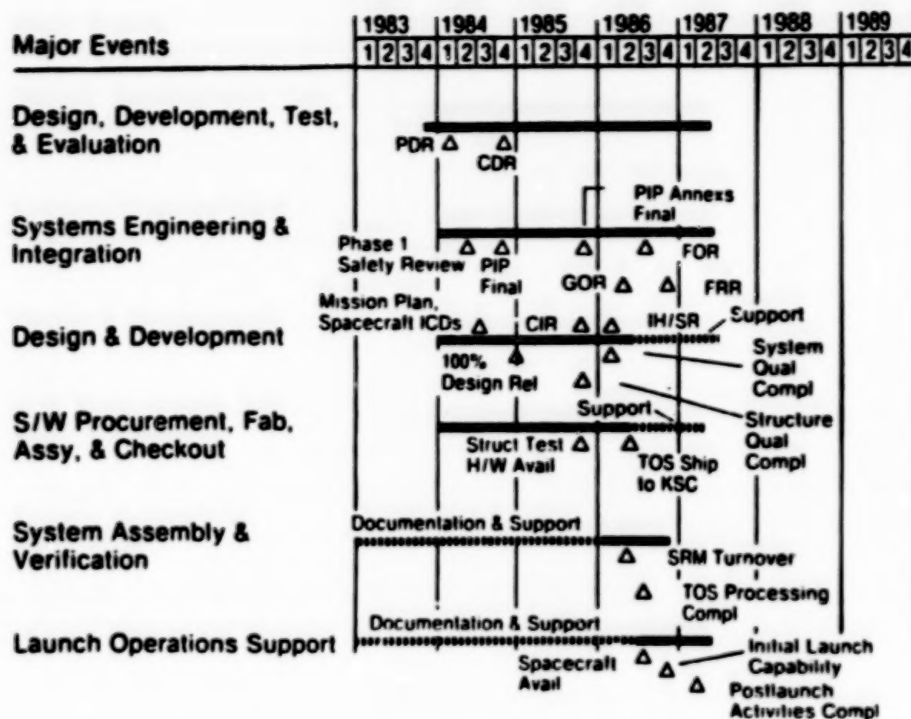 1983 1984 1985 1986 1987 1988 1989
Major Events
1 2 3 4 1 2 3 4 1 2 3 4 1 2 3 4 1 2 3 4 1 2 3 4 1 2 3 4
Design, Development, Test,
& Evaluation
PDR
CDR
PIP Annexs
Final
Systems Engineering &
Integration
Phase 1
Safety Review
PIP
Final
FOR
GOR
FRR
Mission Plan,
Spacecraft ICDs
CIR
IH/SR
Support
Design & Development
100%
Design Rel
System
Qual
Compl
Support
Structure
Qual
Compl
S/W Procurement, Fab,
Assy, & Checkout
Struct Test
H/W Avail
TOS Ship
to KSC
System Assembly &
Verification
Documentation & Support
SRM Turnover
TOS Processing
Compl
Documentation & Support
Launch Operations Support
Spacecraft
Avail
Initial Launch
Capability
Postlaunch
Activities Compl